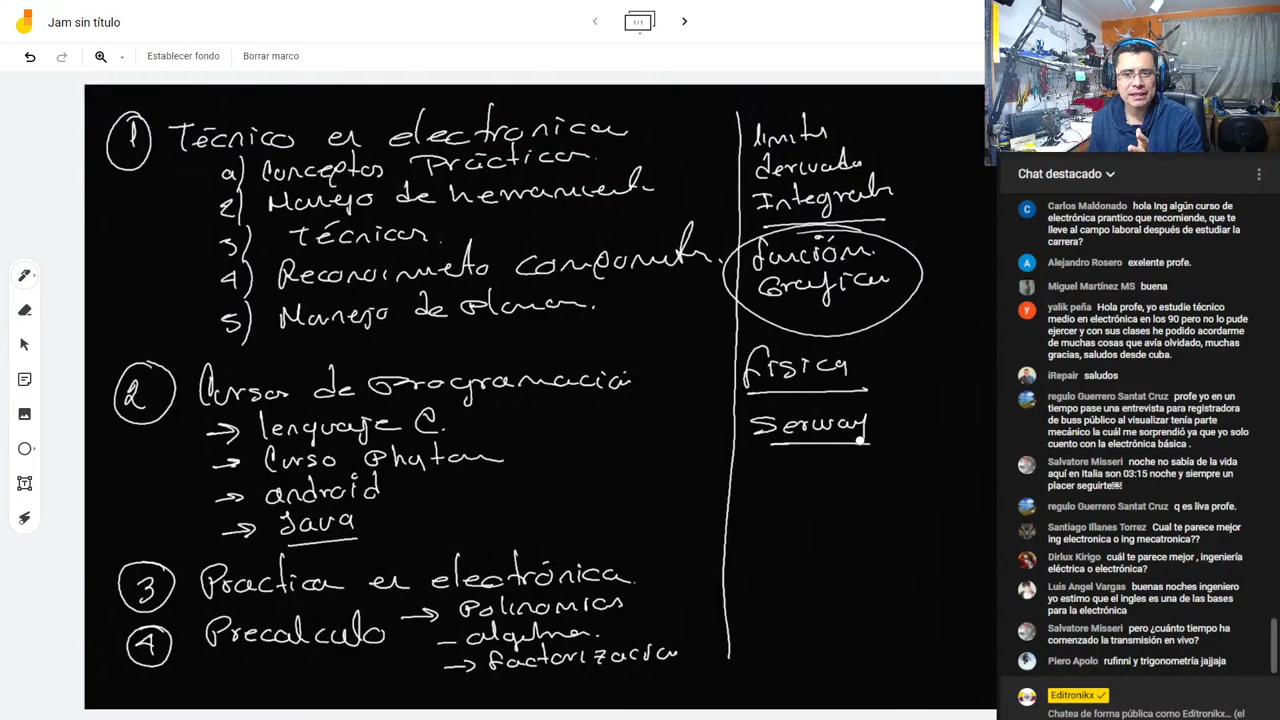 Jam sin título
1/1
Establecer fondo
Borrar marco
1 Técnico en electronica
a) Conceptos Prácticos.
2) Manejo de herramienta
3) Técnicas.
4) Reconocimieto componentes.
5) Manejo de planos.
2 Cursos de programació
→ lenguaje C.
→ Curso Phyton
→ android
→ Java
3 Practica en electrónica.
4 Precalculo → Polinomios
- algebra.
→ factorización
limites
derivada
Integrales
función.
Grafica
física
Serway
Chat destacado
Carlos Maldonado hola Ing algún curso de
electrónica prantico que recomiende, que te
lleve al campo laboral después de estudiar la
carrera?
Alejandro Rosero exelente profe.
Miguel Martínez MS buena
yalik peña Hola profe, yo estudie técnico
medio en electrónica en los 90 pero no lo pude
ejercer y con sus clases he podido acordarme
de muchas cosas que avía olvidado, muchas
gracias, saludos desde cuba.
iRepair saludos
regulo Guerrero Santat Cruz profe yo en un
tiempo pase una entrevista para registradora
de buss público al visualizar tenía parte
mecánico la cuál me sorprendió ya que yo solo
cuento con la electrónica básica .
Salvatore Misseri noche no sabía de la vida
aquí en Italia son 03:15 noche y siempre un
placer seguirte
regulo Guerrero Santat Cruz q es liva profe.
Santiago Illanes Torrez Cual te parece mejor
ing electronica o ing mecatronica??
Dirlux Kirigo cuál te parece mejor , ingeniería
eléctrica o electrónica?
Luis Angel Vargas buenas noches ingeniero
yo estimo que el ingles es una de las bases
para la electrónica
Salvatore Misseri pero ¿cuánto tiempo ha
comenzado la transmisión en vivo?
Piero Apolo rufinni y trigonometría jajjaja
Editronikx
Chatea de forma pública como Editronikx... (el